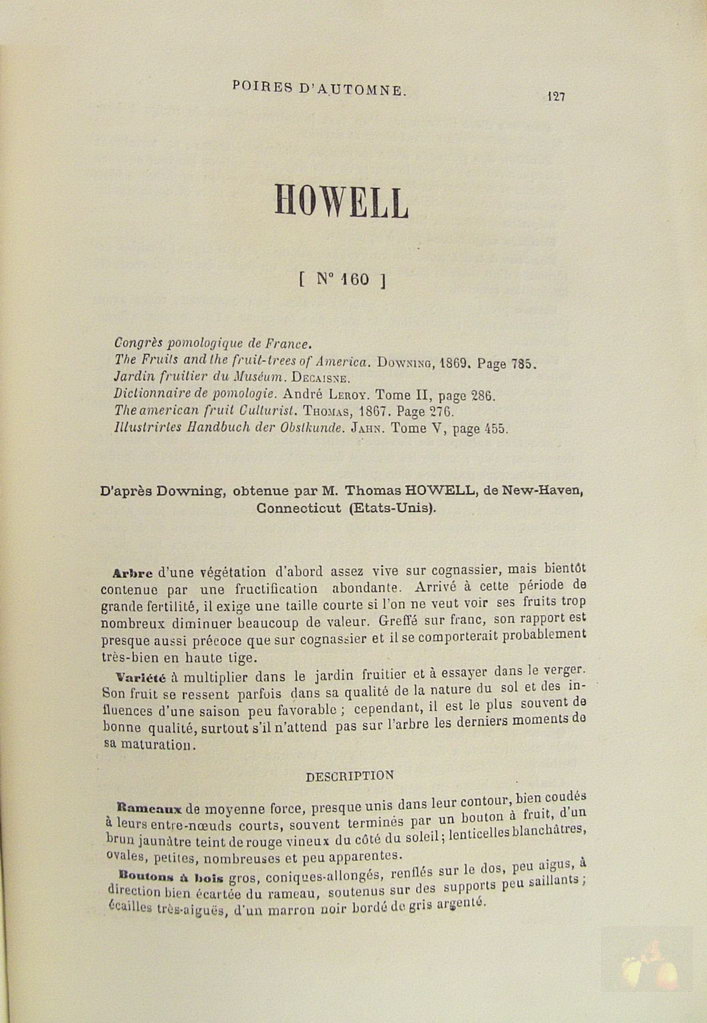 POIRES D'AUTOMNE.
127
HOWELL
[ N° 160 ]
Congrès pomologique de France.
The Fruits and the fruit-trees of America. DOWNING, 1869. Page 785.
Jardin fruitier du Muséum. DECAISNE.
Dictionnaire de pomologie. André LEROY. Tome II, page 286.
The american fruit Culturist. THOMAS, 1867. Page 276.
Illustrirtes Handbuch der Obstkunde. JAHN. Tome V, page 455.
D'après Downing, obtenue par M. Thomas HOWELL, de New-Haven,
Connecticut (Etats-Unis).
Arbre d'une végétation d'abord assez vive sur cognassier, mais bientôt
contenue par une fructification abondante. Arrivé à cette période de
grande fertilité, il exige une taille courte si l'on ne veut voir ses fruits trop
nombreux diminuer beaucoup de valeur. Greffé sur franc, son rapport est
presque aussi précoce que sur cognassier et il se comporterait probablement
très-bien en haute tige.
Variété à multiplier dans le jardin fruitier et à essayer dans le verger.
Son fruit se ressent parfois dans sa qualité de la nature du sol et des in-
fluences d'une saison peu favorable ; cependant, il est le plus souvent de
bonne qualité, surtout s'il n'attend pas sur l'arbre les derniers moments de
sa maturation.
DESCRIPTION
Rameaux de moyenne force, presque unis dans leur contour, bien coudés
à leurs entre-nœuds courts, souvent terminés par un bouton à fruit, d'un
brun jaunâtre teint de rouge vineux du côté du soleil ; lenticelles blanchâtres,
ovales, petites, nombreuses et peu apparentes.
Boutons à bois gros, coniques-allongés, renflés sur le dos, peu aigus, à
direction bien écartée du rameau, soutenus sur des supports peu saillants ;
écailles très-aiguës, d'un marron noir bordé de gris argenté.